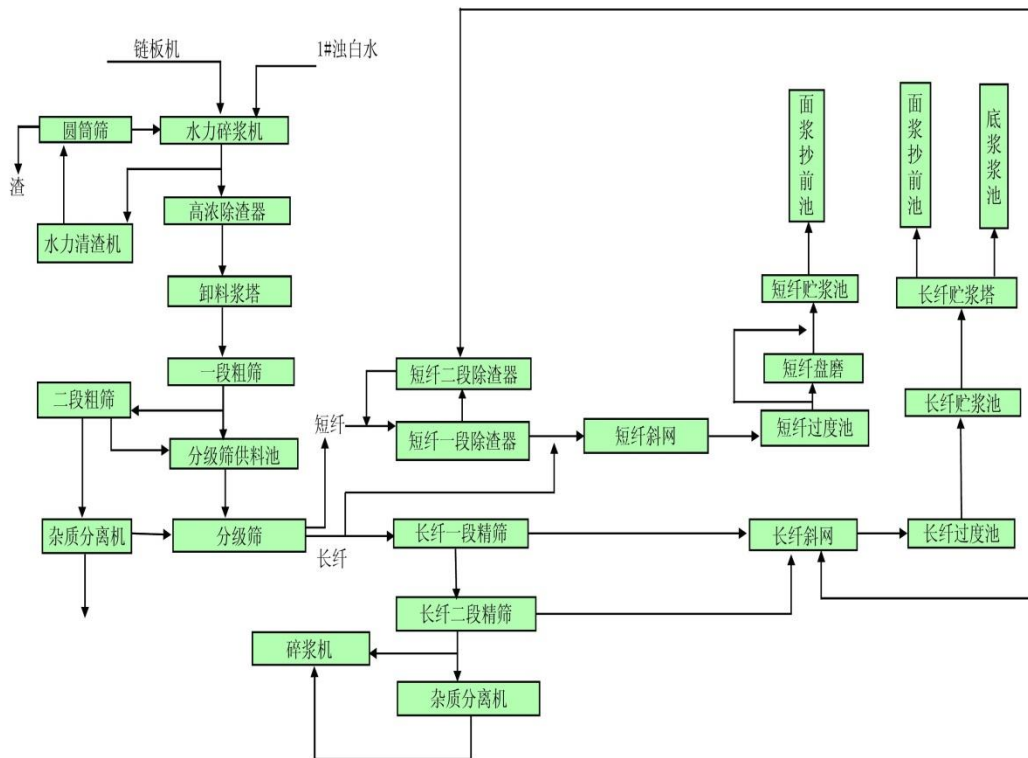 链板机
1#浊白水
圆筒筛
水力碎浆机
渣
水力清渣机
高浓除渣器
卸料浆塔
一段粗筛
二段粗筛
分级筛供料池
杂质分离机
分级筛
短纤
长纤
短纤二段除渣器
短纤一段除渣器
短纤斜网
短纤过度池
短纤盘磨
短纤贮浆池
面浆抄前池
面浆抄前池
底浆浆池
长纤贮浆塔
长纤贮浆池
长纤一段精筛
长纤斜网
长纤过度池
长纤二段精筛
碎浆机
杂质分离机